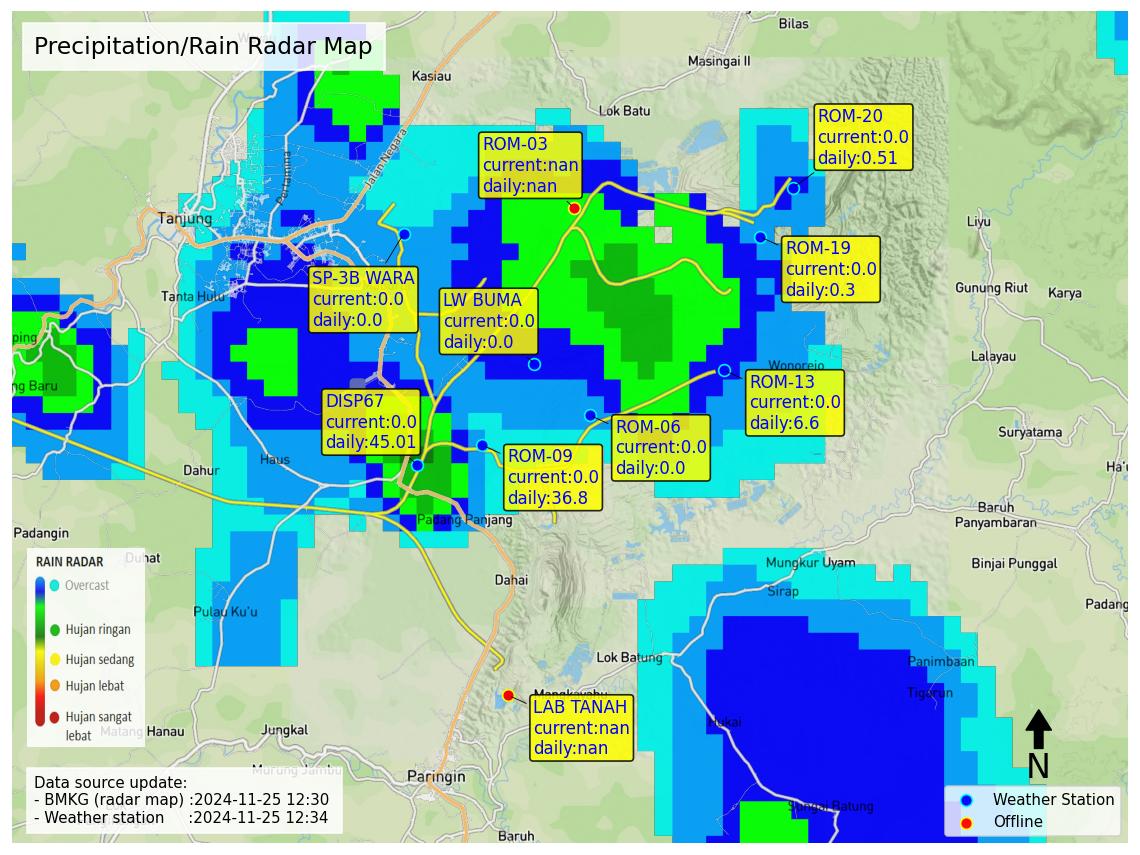 Precipitation/Rain Radar Map
Bilas
Masingai II
Kasiau
Lok Batu
Jalan Negara
Pertamina
Tanjung
Tanta Hulu
ROM-20
current:0.0
daily:0.51
ROM-03
current:nan
daily:nan
ROM-19
current:0.0
daily:0.3
SP-3B WARA
current:0.0
daily:0.0
LW BUMA
current:0.0
daily:0.0
Liyu
Gunung Riut
Karya
Lalayau
Wonorejo
ROM-13
current:0.0
daily:6.6
DISP67
current:0.0
daily:45.01
ROM-06
current:0.0
daily:0.0
ROM-09
current:0.0
daily:36.8
ping
ng Baru
Suryatama
Ha'u
Dahur
Haus
Baruh
Panyambaran
Padang Panjang
Padangin
Duhat
Binjai Punggal
Mungkur Uyam
Sirap
Dahai
Padang
Pulau Ku'u
Lok Batung
Panimbaan
Tigarun
Mangkayahu
LAB TANAH
current:nan
daily:nan
Hukai
Matang Hanau
Jungkal
Murung Jambu
Paringin
Sungai Batung
Baruh
RAIN RADAR
Overcast
Hujan ringan
Hujan sedang
Hujan lebat
Hujan sangat
lebat
Data source update:
- BMKG (radar map) :2024-11-25 12:30
- Weather station :2024-11-25 12:34
N
Weather Station
Offline